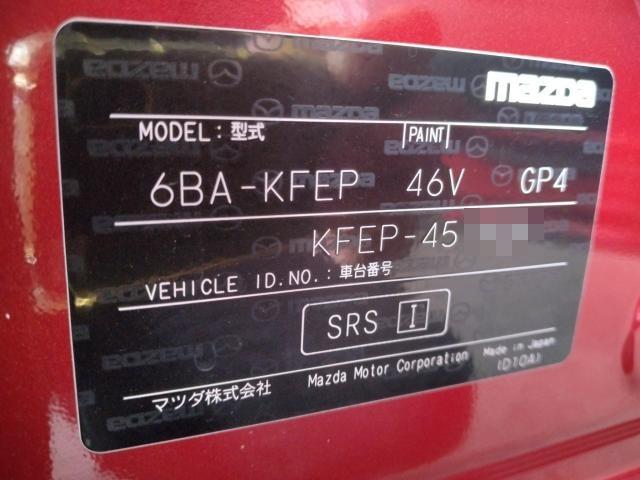 mazda
MODEL: 型式 PAINT
6BA-KFEP 46V GP4
KFEP-45
VEHICLE ID.NO.: 車台番号
SRS I
マツダ株式会社 Mazda Motor Corporation Made in Japan
(D10A)